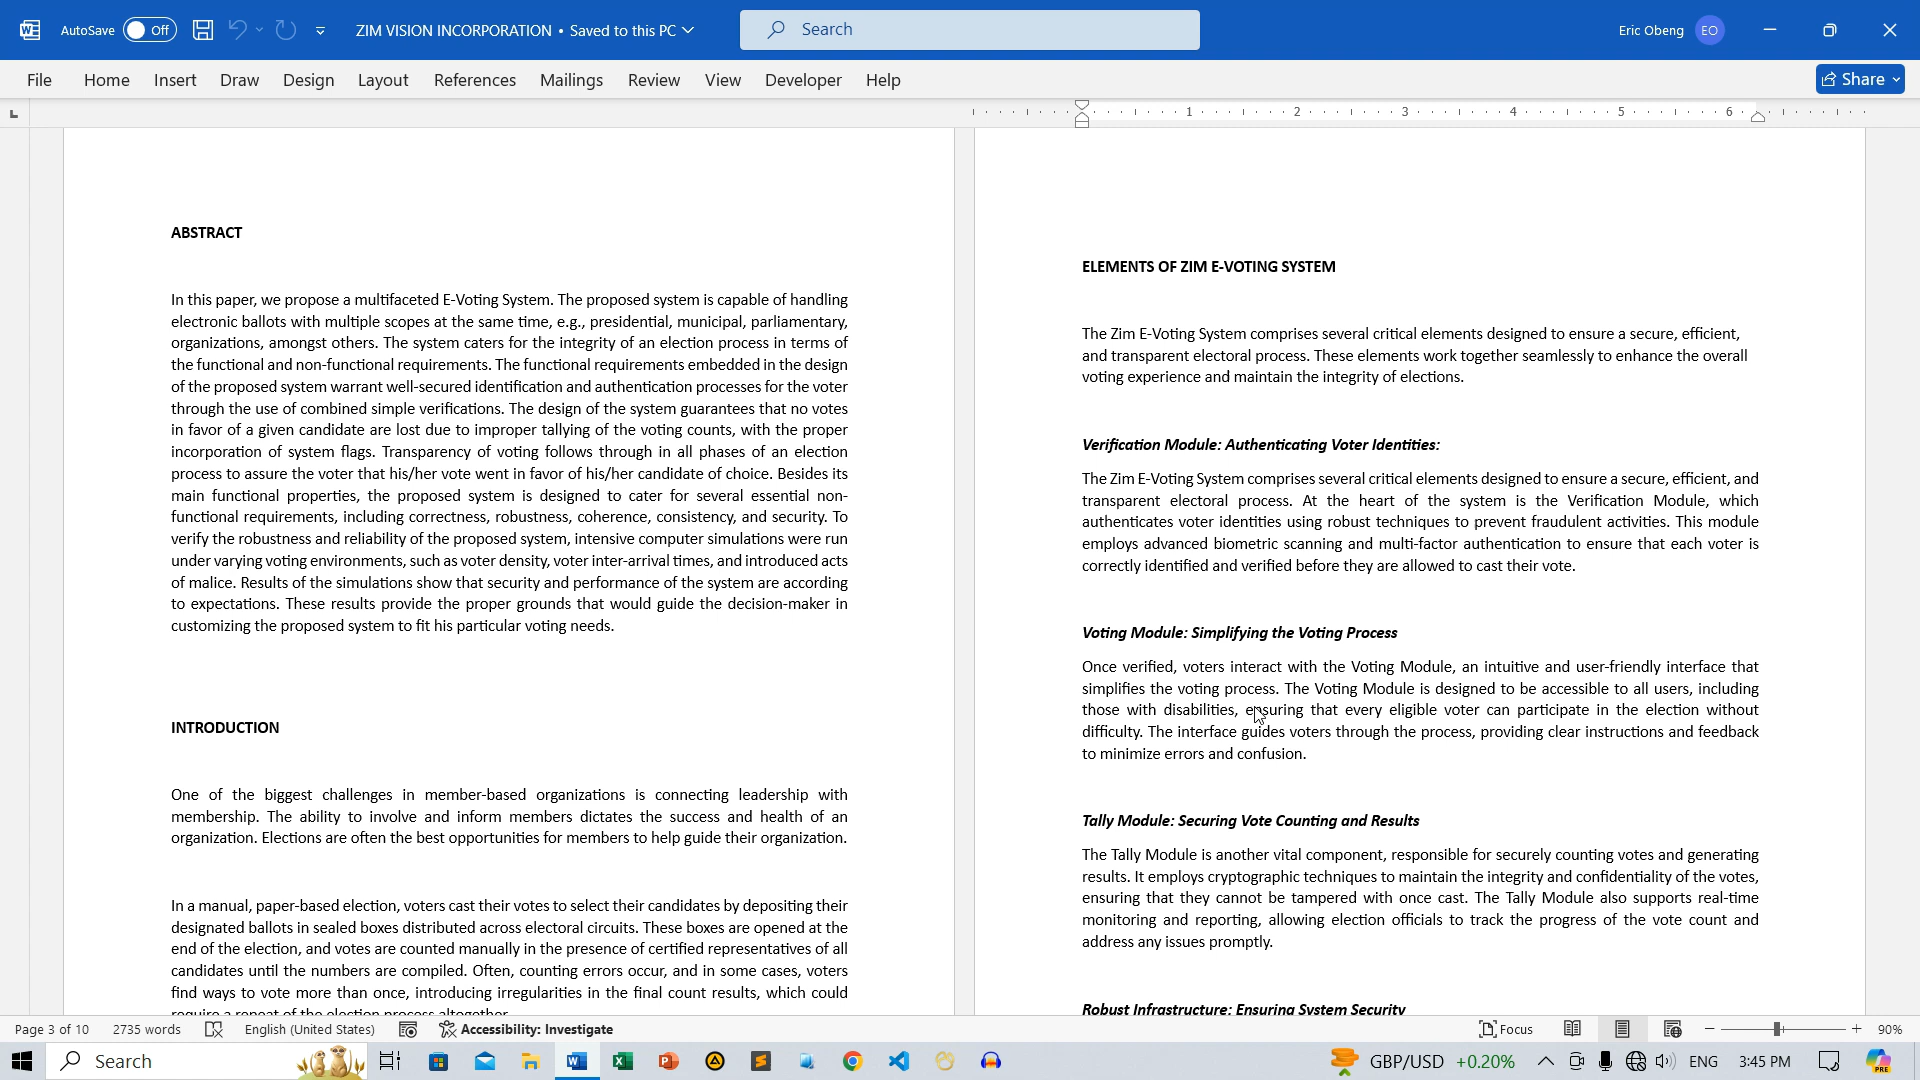 AutoSave Off ZIM VISION INCORPORATION • Saved to this PC Search Eric Obeng EO
File Home Insert Draw Design Layout References Mailings Review View Developer Help Share
1 2 3 4 5 6
ABSTRACT
In this paper, we propose a multifaceted E-Voting System. The proposed system is capable of handling
electronic ballots with multiple scopes at the same time, e.g., presidential, municipal, parliamentary,
organizations, amongst others. The system caters for the integrity of an election process in terms of
the functional and non-functional requirements. The functional requirements embedded in the design
of the proposed system warrant well-secured identification and authentication processes for the voter
through the use of combined simple verifications. The design of the system guarantees that no votes
in favor of a given candidate are lost due to improper tallying of the voting counts, with the proper
incorporation of system flags. Transparency of voting follows through in all phases of an election
process to assure the voter that his/her vote went in favor of his/her candidate of choice. Besides its
main functional properties, the proposed system is designed to cater for several essential non-
functional requirements, including correctness, robustness, coherence, consistency, and security. To
verify the robustness and reliability of the proposed system, intensive computer simulations were run
under varying voting environments, such as voter density, voter inter-arrival times, and introduced acts
of malice. Results of the simulations show that security and performance of the system are according
to expectations. These results provide the proper grounds that would guide the decision-maker in
customizing the proposed system to fit his particular voting needs.
INTRODUCTION
One of the biggest challenges in member-based organizations is connecting leadership with
membership. The ability to involve and inform members dictates the success and health of an
organization. Elections are often the best opportunities for members to help guide their organization.
In a manual, paper-based election, voters cast their votes to select their candidates by depositing their
designated ballots in sealed boxes distributed across electoral circuits. These boxes are opened at the
end of the election, and votes are counted manually in the presence of certified representatives of all
candidates until the numbers are compiled. Often, counting errors occur, and in some cases, voters
find ways to vote more than once, introducing irregularities in the final count results, which could
require a repeat of the election process altogether.
ELEMENTS OF ZIM E-VOTING SYSTEM
The Zim E-Voting System comprises several critical elements designed to ensure a secure, efficient,
and transparent electoral process. These elements work together seamlessly to enhance the overall
voting experience and maintain the integrity of elections.
Verification Module: Authenticating Voter Identities:
The Zim E-Voting System comprises several critical elements designed to ensure a secure, efficient, and
transparent electoral process. At the heart of the system is the Verification Module, which
authenticates voter identities using robust techniques to prevent fraudulent activities. This module
employs advanced biometric scanning and multi-factor authentication to ensure that each voter is
correctly identified and verified before they are allowed to cast their vote.
Voting Module: Simplifying the Voting Process
Once verified, voters interact with the Voting Module, an intuitive and user-friendly interface that
simplifies the voting process. The Voting Module is designed to be accessible to all users, including
those with disabilities, ensuring that every eligible voter can participate in the election without
difficulty. The interface guides voters through the process, providing clear instructions and feedback
to minimize errors and confusion.
Tally Module: Securing Vote Counting and Results
The Tally Module is another vital component, responsible for securely counting votes and generating
results. It employs cryptographic techniques to maintain the integrity and confidentiality of the votes,
ensuring that they cannot be tampered with once cast. The Tally Module also supports real-time
monitoring and reporting, allowing election officials to track the progress of the vote count and
address any issues promptly.
Robust Infrastructure: Ensuring System Security
Page 3 of 10 2735 words English (United States) Accessibility: Investigate Focus 90%
Search GBP/USD +0.20% ENG 3:45 PM PRE